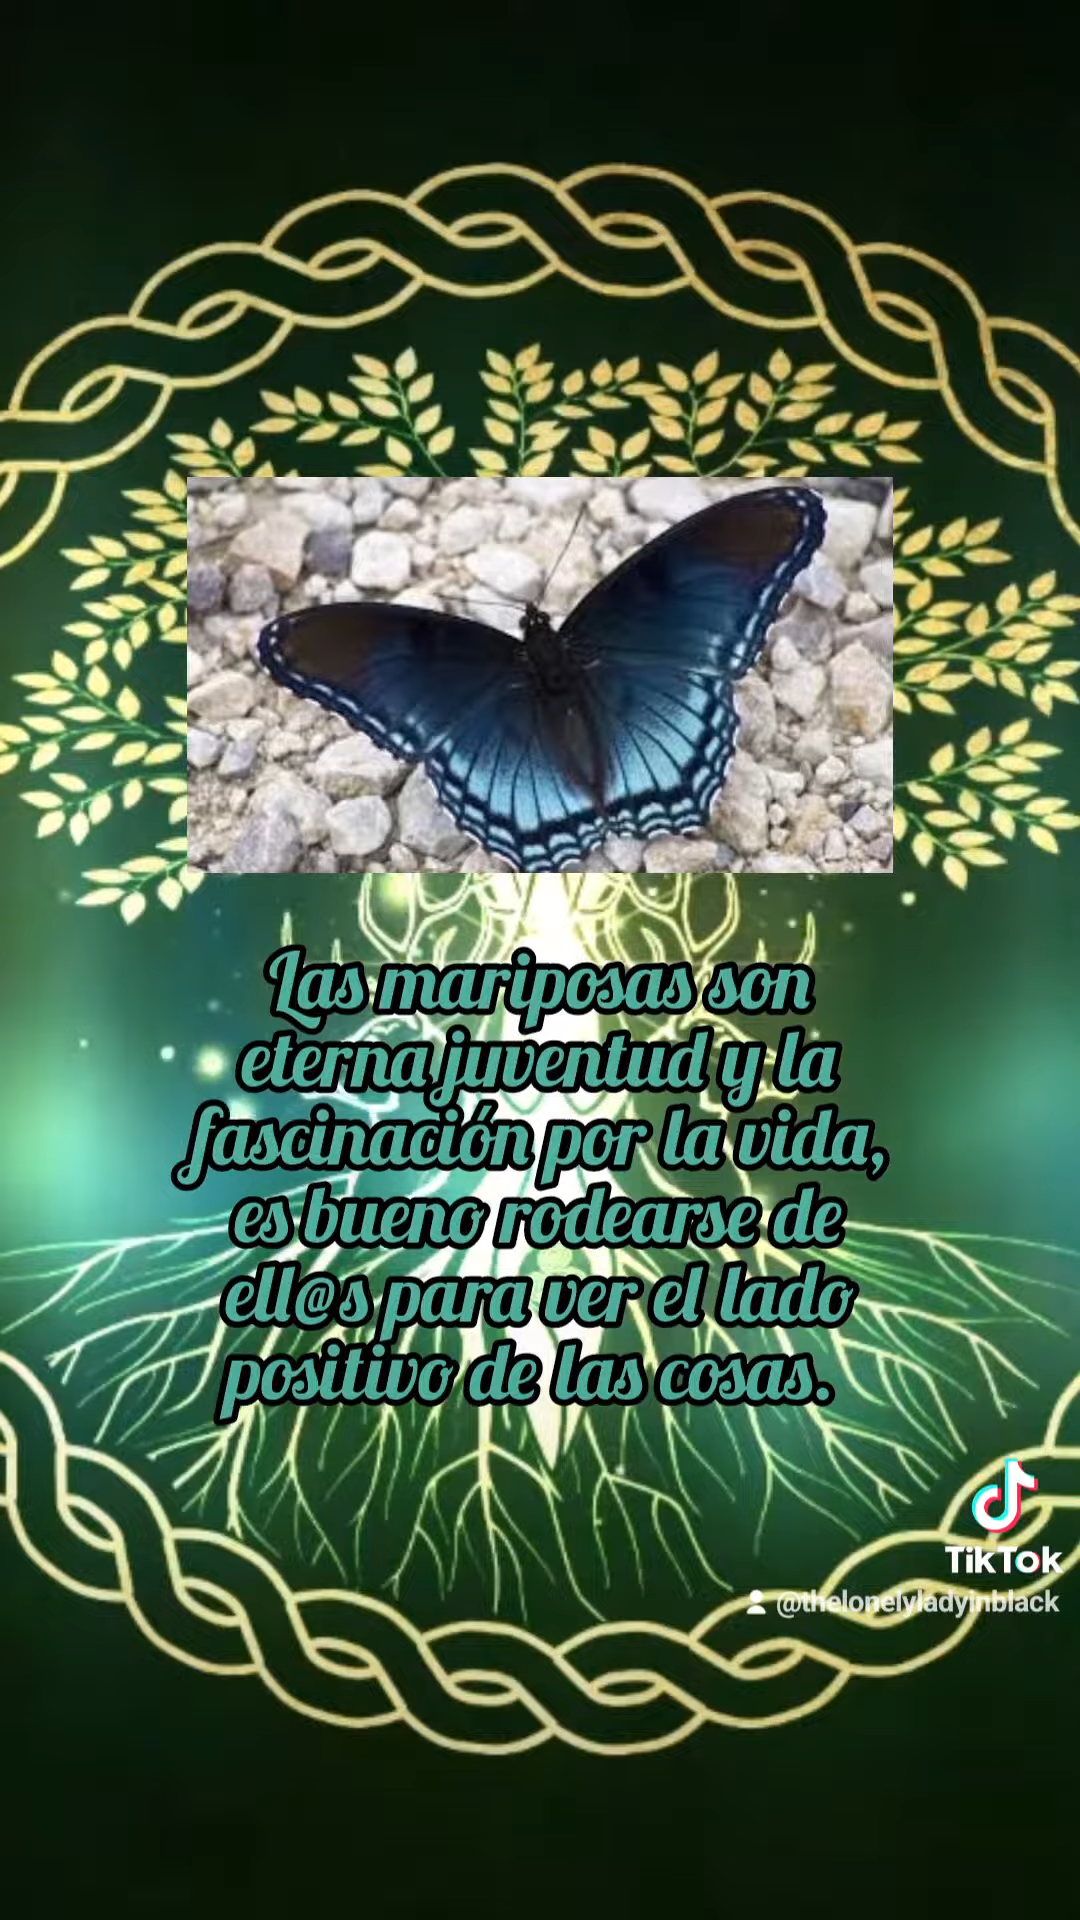 Las mariposas son
eterna juventud y la
fascinación por la vida,
es bueno rodearse de
ell@s para ver el lado
positivo de las cosas.
TikTok
@thelonelyladyinblack